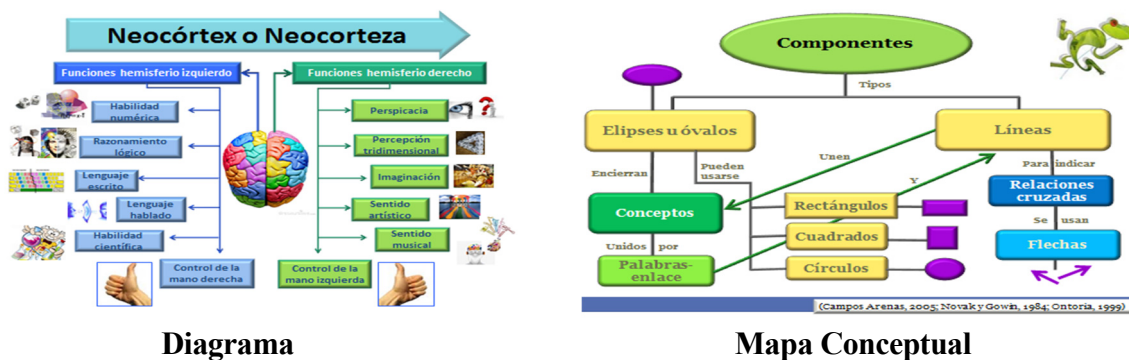 Neocórtex o Neocorteza
Funciones hemisferio izquierdo
Funciones hemisferio derecho
Habilidad
numérica
Razonamiento
lógico
Lenguaje
escrito
Lenguaje
hablado
Habilidad
científica
Control de la
mano derecha
Perspicacia
Percepción
tridimensional
Imaginación
Sentido
artístico
Sentido
musical
Control de la
mano izquierda
Diagrama
Componentes
Tipos
Elipses u óvalos
Líneas
Encierran
Pueden
usarse
Unen
Y
Para indicar
Conceptos
Rectángulos
Cuadrados
Círculos
Relaciones
cruzadas
Unidos por
Se usan
Palabras-
enlace
Flechas
(Campos Arenas, 2005; Novak y Gowin, 1984; Ontoria, 1999)
Mapa Conceptual